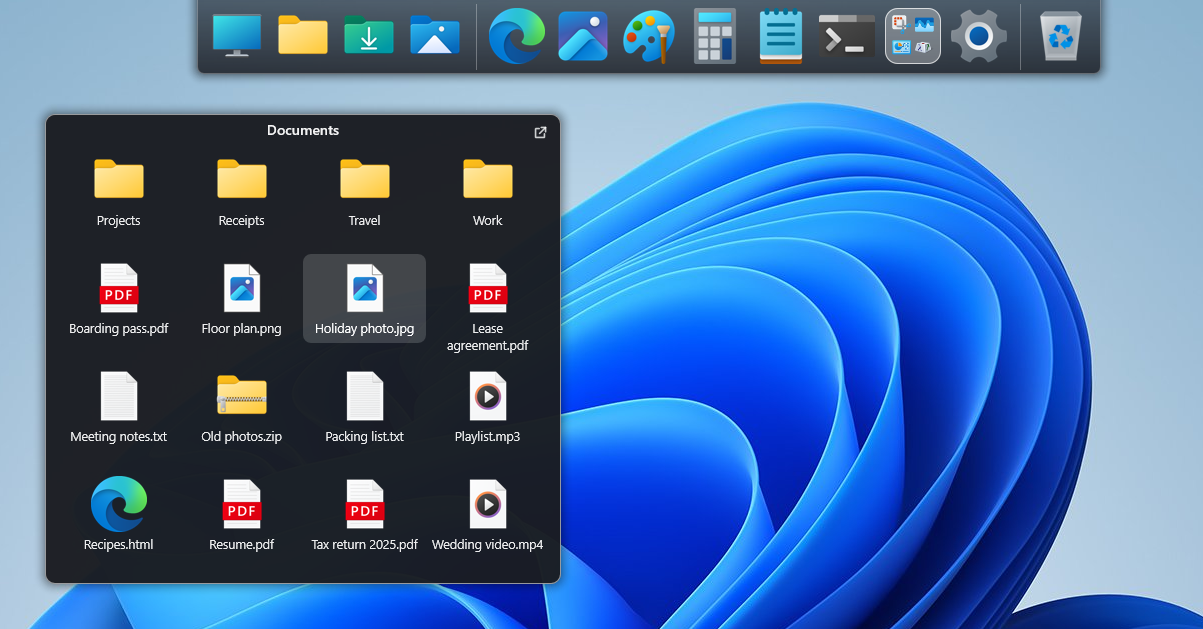 Documents
Projects
Receipts
Travel
Work
PDF
PDF
Boarding pass.pdf
Floor plan.png
Holiday photo.jpg
Lease
agreement.pdf
Meeting notes.txt
Old photos.zip
Packing list.txt
Playlist.mp3
PDF
PDF
Recipes.html
Resume.pdf
Tax return 2025.pdf
Wedding video.mp4